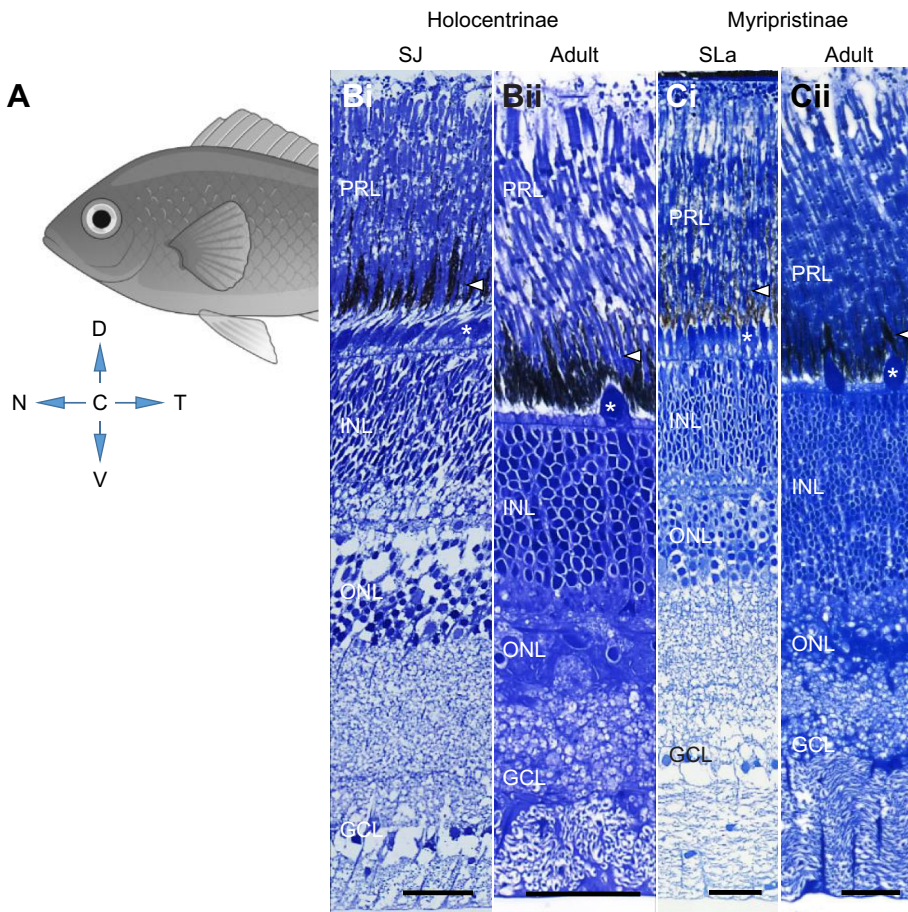 Holocentrinae Myripristinae
SJ Adult SLa Adult
A Bi Bii Ci Cii
PRL PRL PRL PRL
* * * *
INL INL INL INL
ONL ONL ONL ONL
GCL GCL GCL GCL
D
N C T
V